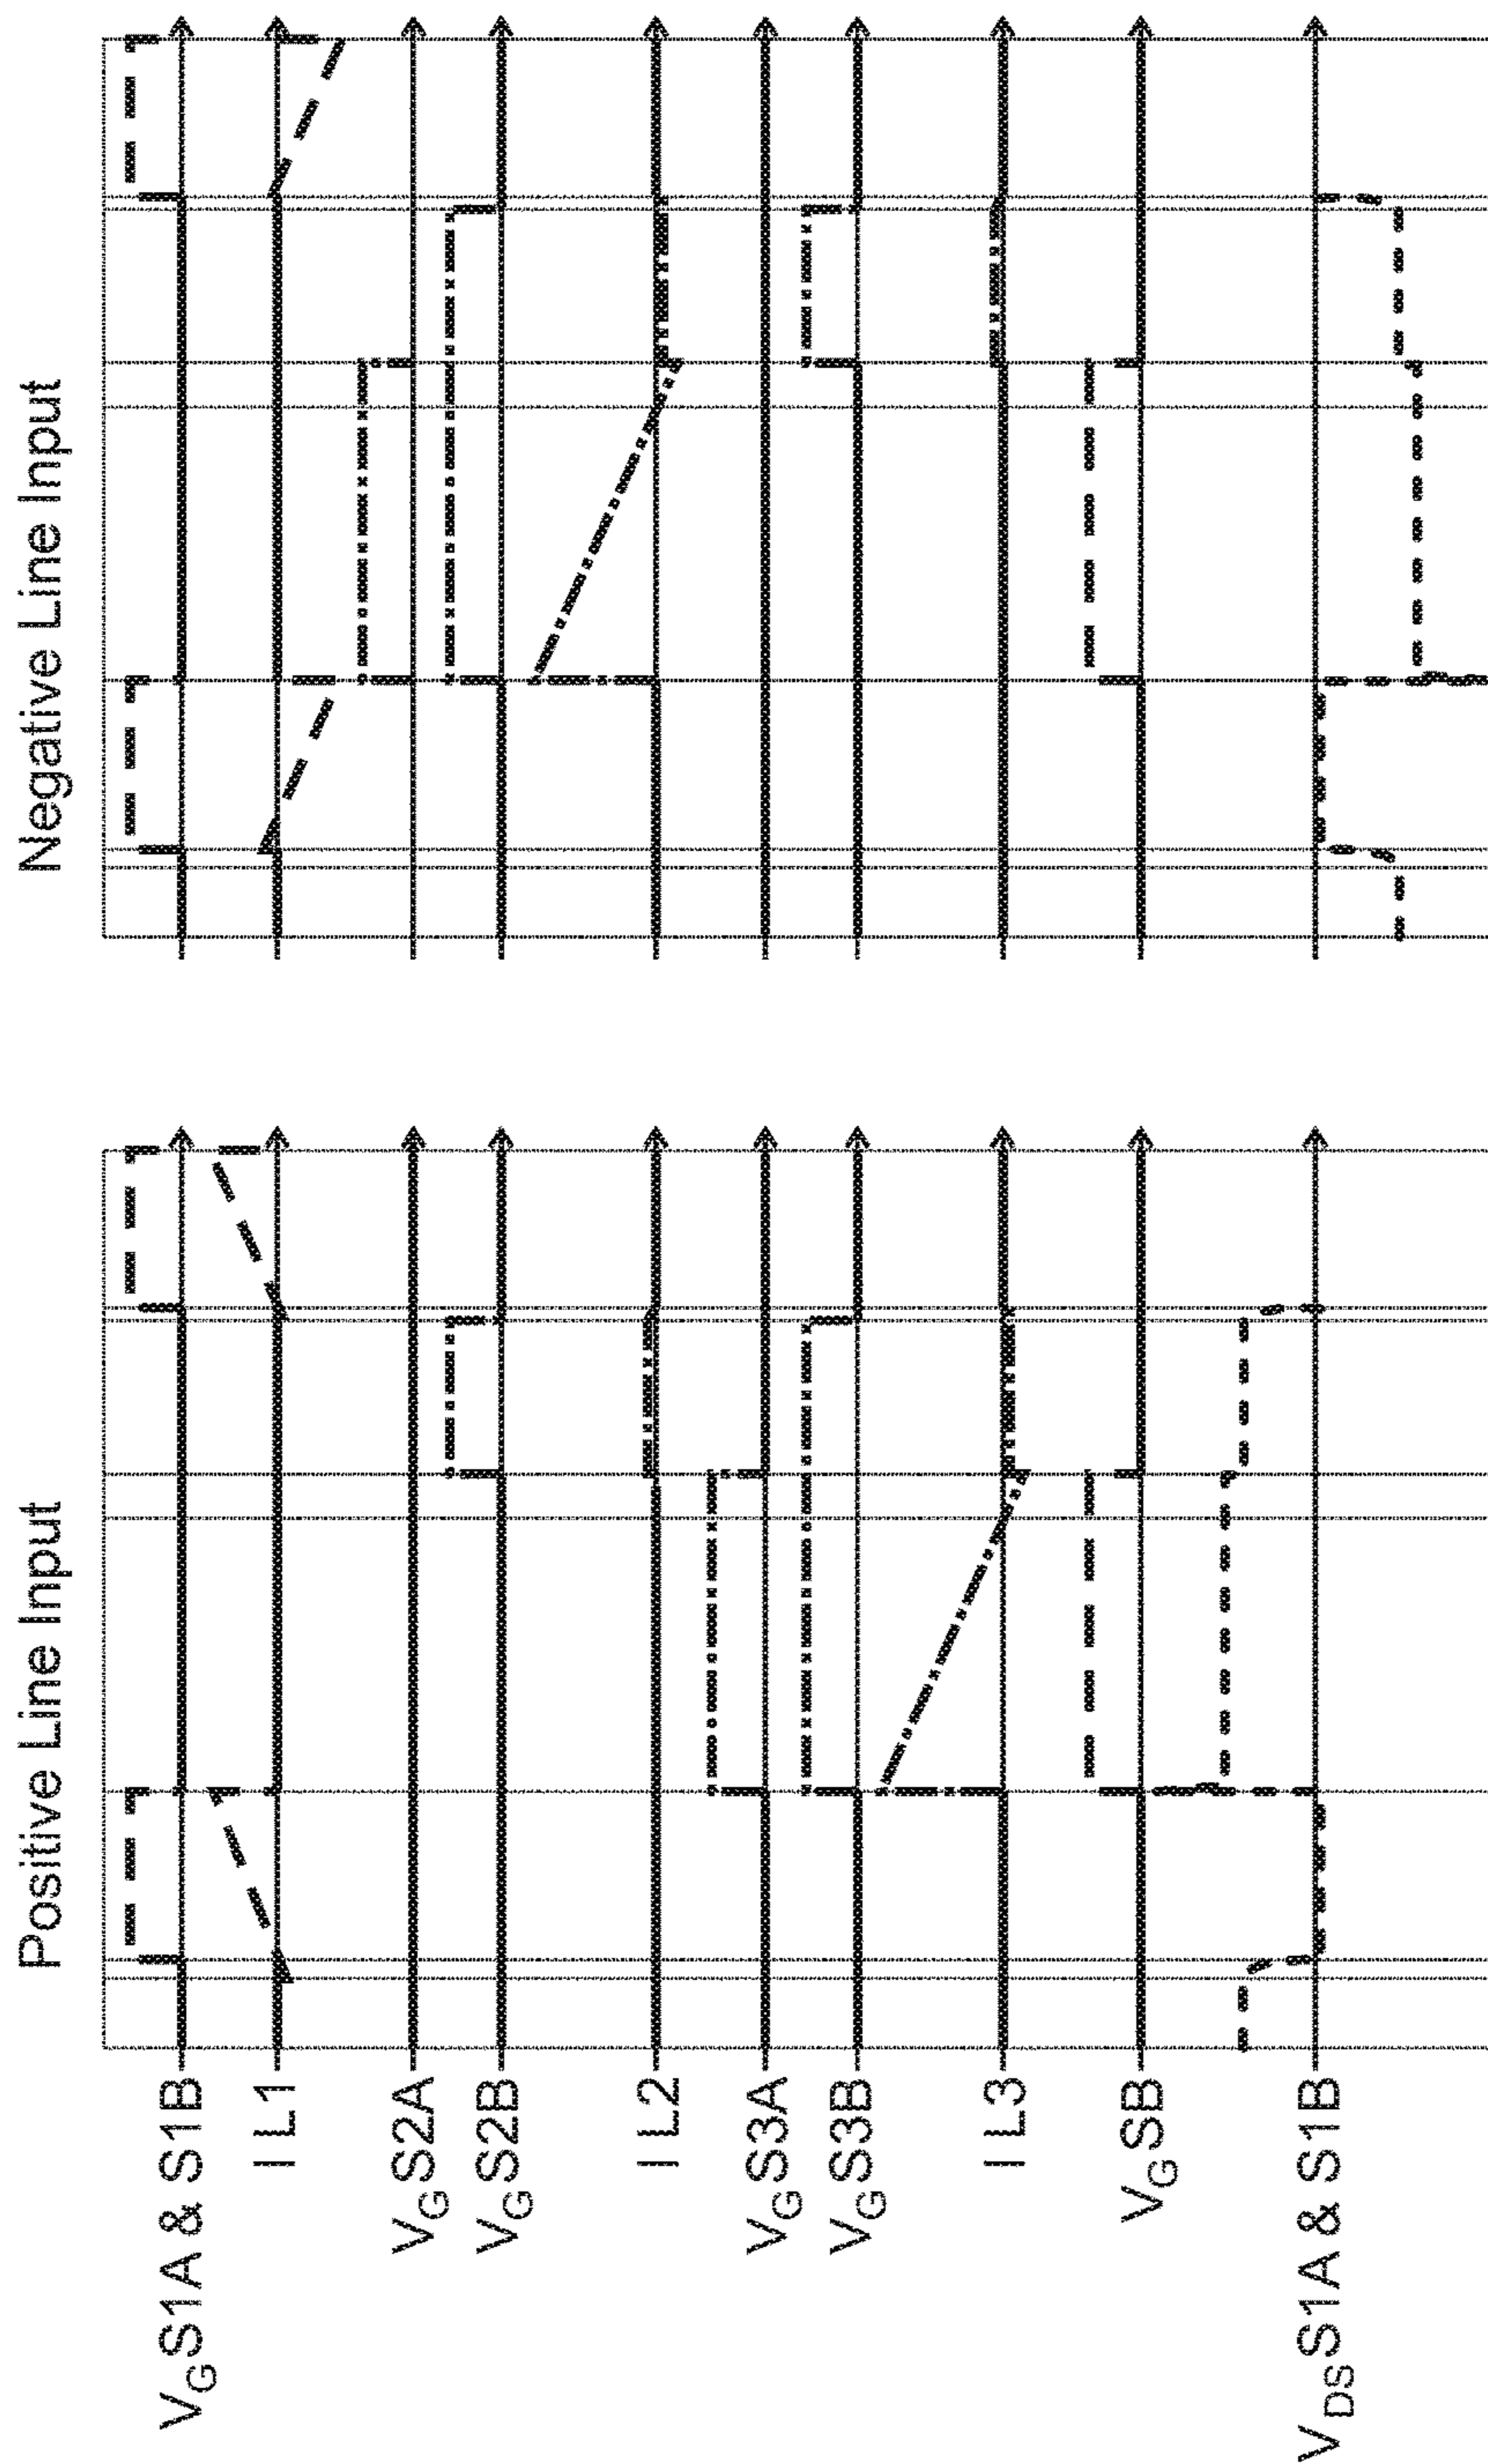 Positive Line Input
Negative Line Input
VGS1A & S1B
I L1
VGS2A
VGS2B
I L2
VGS3A
VGS3B
I L3
VGSB
VDSS1A & S1B